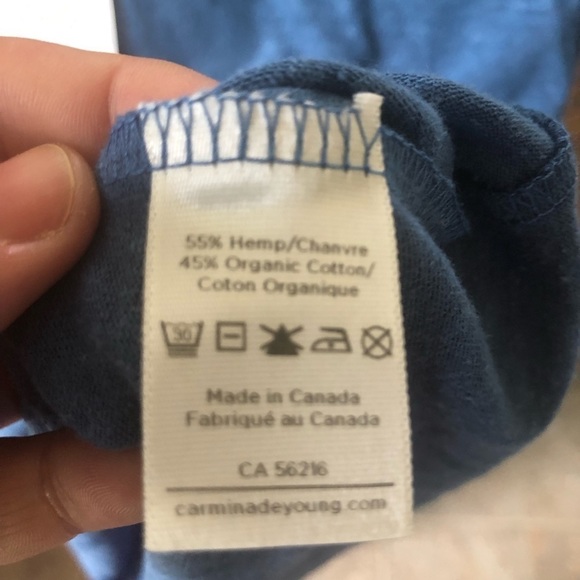 55% Hemp/Chanvre
45% Organic Cotton/
Coton Organique
30
Made in Canada
Fabriqué au Canada
CA 56216
carminadeyoung.com